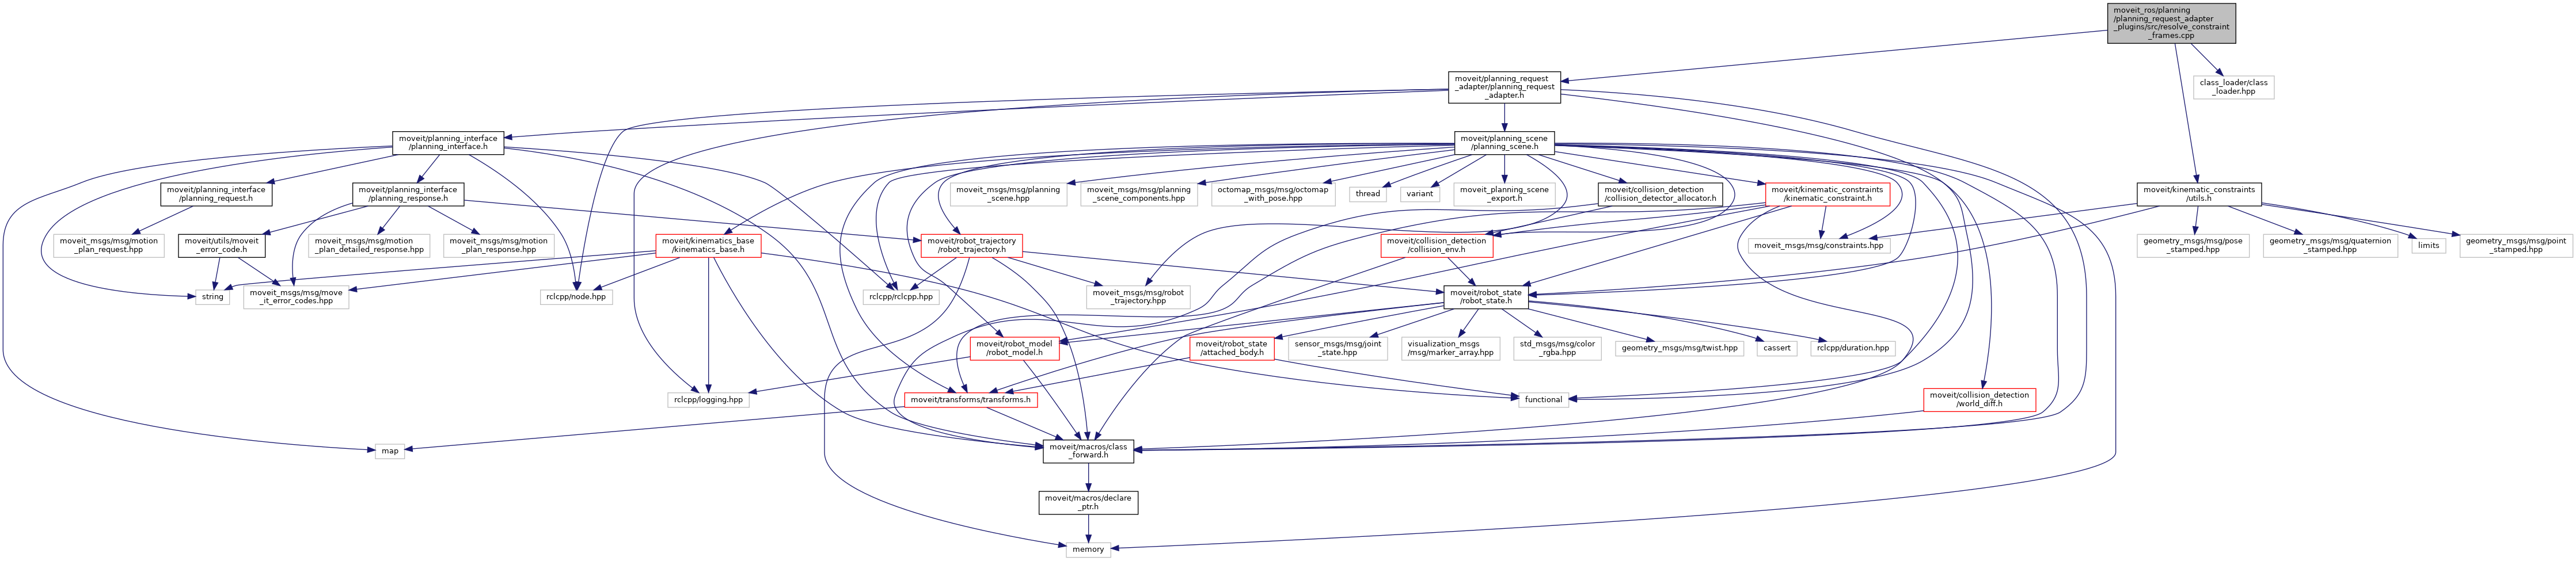 moveit_ros/planning
/planning_request_adapter
_plugins/src/resolve_constraint
_frames.cpp
moveit/planning_request
_adapter/planning_request
_adapter.h
class_loader/class
_loader.hpp
moveit/planning_interface
/planning_interface.h
moveit/planning_scene
/planning_scene.h
moveit/planning_interface
/planning_request.h
moveit/planning_interface
/planning_response.h
moveit_msgs/msg/planning
_scene.hpp
moveit_msgs/msg/planning
_scene_components.hpp
octomap_msgs/msg/octomap
_with_pose.hpp
thread
variant
moveit_planning_scene
_export.h
moveit/collision_detection
/collision_detector_allocator.h
moveit/kinematic_constraints
/kinematic_constraint.h
moveit/kinematic_constraints
/utils.h
moveit_msgs/msg/motion
_plan_request.hpp
moveit/utils/moveit
_error_code.h
moveit_msgs/msg/motion
_plan_detailed_response.hpp
moveit_msgs/msg/motion
_plan_response.hpp
moveit/kinematics_base
/kinematics_base.h
moveit/robot_trajectory
/robot_trajectory.h
moveit/collision_detection
/collision_env.h
moveit_msgs/msg/constraints.hpp
geometry_msgs/msg/pose
_stamped.hpp
geometry_msgs/msg/quaternion
_stamped.hpp
limits
geometry_msgs/msg/point
_stamped.hpp
string
moveit_msgs/msg/move
_it_error_codes.hpp
rclcpp/node.hpp
rclcpp/rclcpp.hpp
moveit_msgs/msg/robot
_trajectory.hpp
moveit/robot_state
/robot_state.h
moveit/robot_model
/robot_model.h
moveit/robot_state
/attached_body.h
sensor_msgs/msg/joint
_state.hpp
visualization_msgs
/msg/marker_array.hpp
std_msgs/msg/color
_rgba.hpp
geometry_msgs/msg/twist.hpp
cassert
rclcpp/duration.hpp
rclcpp/logging.hpp
moveit/transforms/transforms.h
functional
moveit/collision_detection
/world_diff.h
map
moveit/macros/class
_forward.h
moveit/macros/declare
_ptr.h
memory